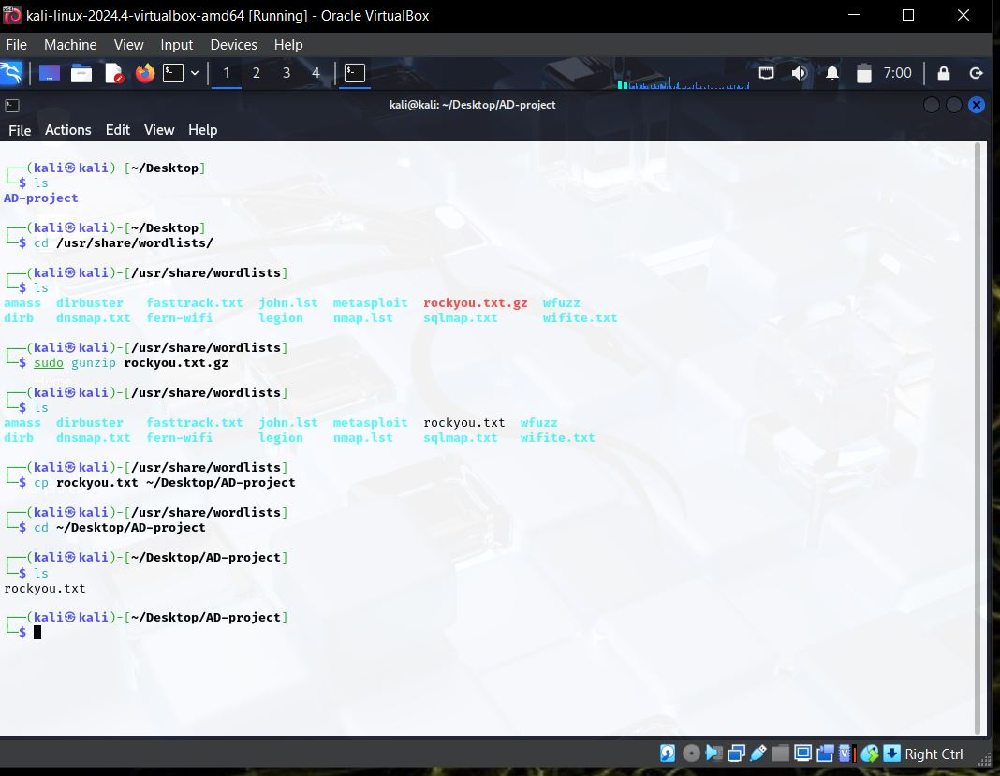 kali-linux-2024.4-virtualbox-amd64 [Running] - Oracle VirtualBox
File Machine View Input Devices Help
1 2 3 4 7:00
kali@kali: ~/Desktop/AD-project
File Actions Edit View Help
┌──(kali㉿kali)-[~/Desktop]
└─$ ls
AD-project
┌──(kali㉿kali)-[~/Desktop]
└─$ cd /usr/share/wordlists/
┌──(kali㉿kali)-[/usr/share/wordlists]
└─$ ls
amass dirbuster fasttrack.txt john.lst metasploit rockyou.txt.gz wfuzz
dirb dnsmap.txt fern-wifi legion nmap.lst sqlmap.txt wifite.txt
┌──(kali㉿kali)-[/usr/share/wordlists]
└─$ sudo gunzip rockyou.txt.gz
┌──(kali㉿kali)-[/usr/share/wordlists]
└─$ ls
amass dirbuster fasttrack.txt john.lst metasploit rockyou.txt wfuzz
dirb dnsmap.txt fern-wifi legion nmap.lst sqlmap.txt wifite.txt
┌──(kali㉿kali)-[/usr/share/wordlists]
└─$ cp rockyou.txt ~/Desktop/AD-project
┌──(kali㉿kali)-[/usr/share/wordlists]
└─$ cd ~/Desktop/AD-project
┌──(kali㉿kali)-[~/Desktop/AD-project]
└─$ ls
rockyou.txt
┌──(kali㉿kali)-[~/Desktop/AD-project]
└─$
Right Ctrl